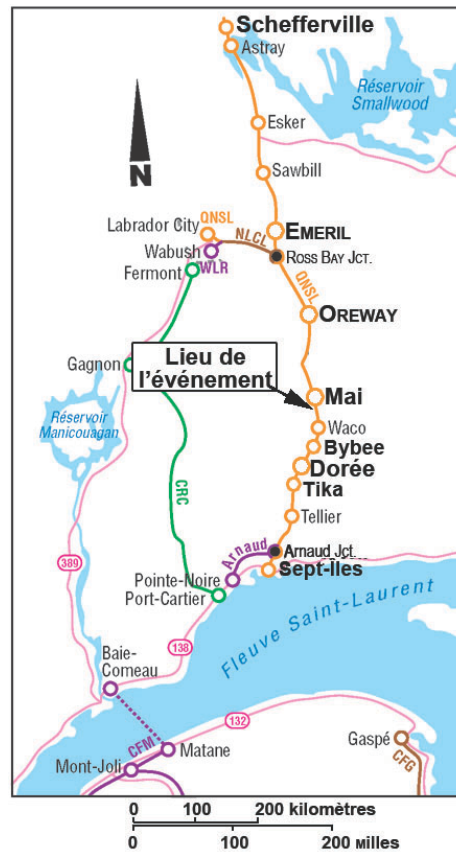 Schefferville
Astray
Réservoir
Smallwood
Esker
Sawbill
N
Labrador City
QNSL
EMERIL
NLCL
Wabush
WLR
ROSS BAY JCT.
Fermont
QNSL
OREWAY
Lieu de
l'événement
Gagnon
Mai
Réservoir
Manicouagan
Waco
Bybee
Dorée
Tika
CRC
Tellier
389
Arnaud
Arnaud Jct.
Sept-Iles
Pointe-Noire
Port-Cartier
Fleuve Saint-Laurent
138
Baie-
Comeau
132
CFM
Matane
Gaspé
CFG
Mont-Joli
0 100 200 kilomètres
0 100 200 MILLES